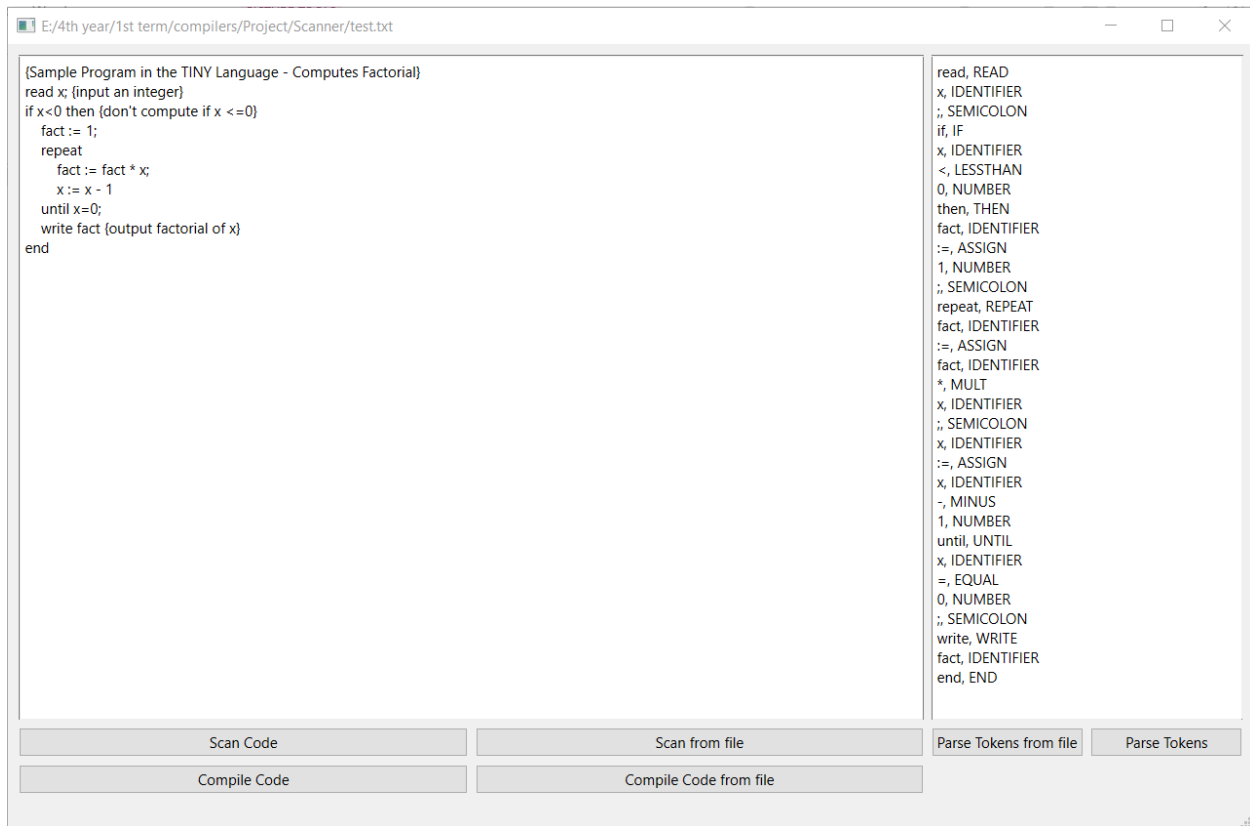 E:/4th year/1st term/compilers/Project/Scanner/test.txt
{Sample Program in the TINY Language - Computes Factorial}
read x; {input an integer}
if x<0 then {don't compute if x <=0}
fact := 1;
repeat
fact := fact * x;
x := x - 1
until x=0;
write fact {output factorial of x}
end
read, READ
x, IDENTIFIER
;, SEMICOLON
if, IF
x, IDENTIFIER
<, LESSTHAN
0, NUMBER
then, THEN
fact, IDENTIFIER
:=, ASSIGN
1, NUMBER
;, SEMICOLON
repeat, REPEAT
fact, IDENTIFIER
:=, ASSIGN
fact, IDENTIFIER
*, MULT
x, IDENTIFIER
;, SEMICOLON
x, IDENTIFIER
:=, ASSIGN
x, IDENTIFIER
-, MINUS
1, NUMBER
until, UNTIL
x, IDENTIFIER
=, EQUAL
0, NUMBER
;, SEMICOLON
write, WRITE
fact, IDENTIFIER
end, END
Scan Code
Scan from file
Parse Tokens from file
Parse Tokens
Compile Code
Compile Code from file